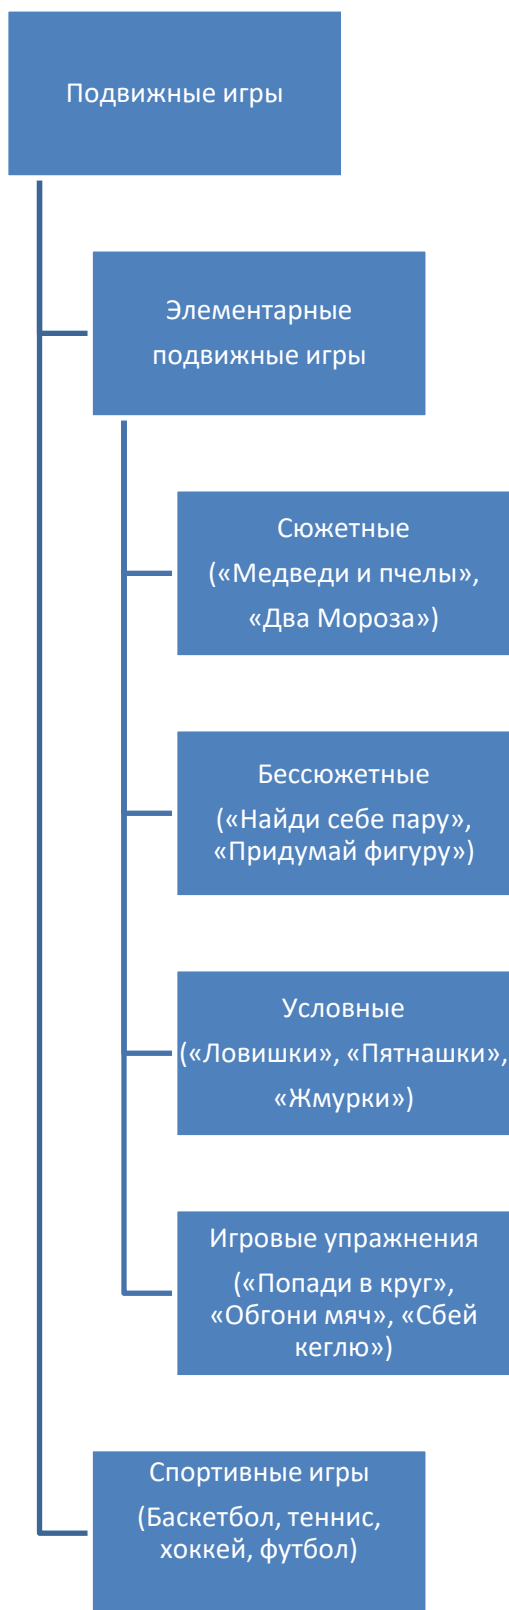 Подвижные игры
Элементарные
подвижные игры
Сюжетные
(«Медведи и пчелы»,
«Два Мороза»)
Бессюжетные
(«Найди себе пару»,
«Придумай фигуру»)
Условные
(«Ловишки», «Пятнашки»,
«Жмурки»)
Игровые упражнения
(«Попади в круг»,
«Обгони мяч», «Сбей
кеглю»)
Спортивные игры
(Баскетбол, теннис,
хоккей, футбол)